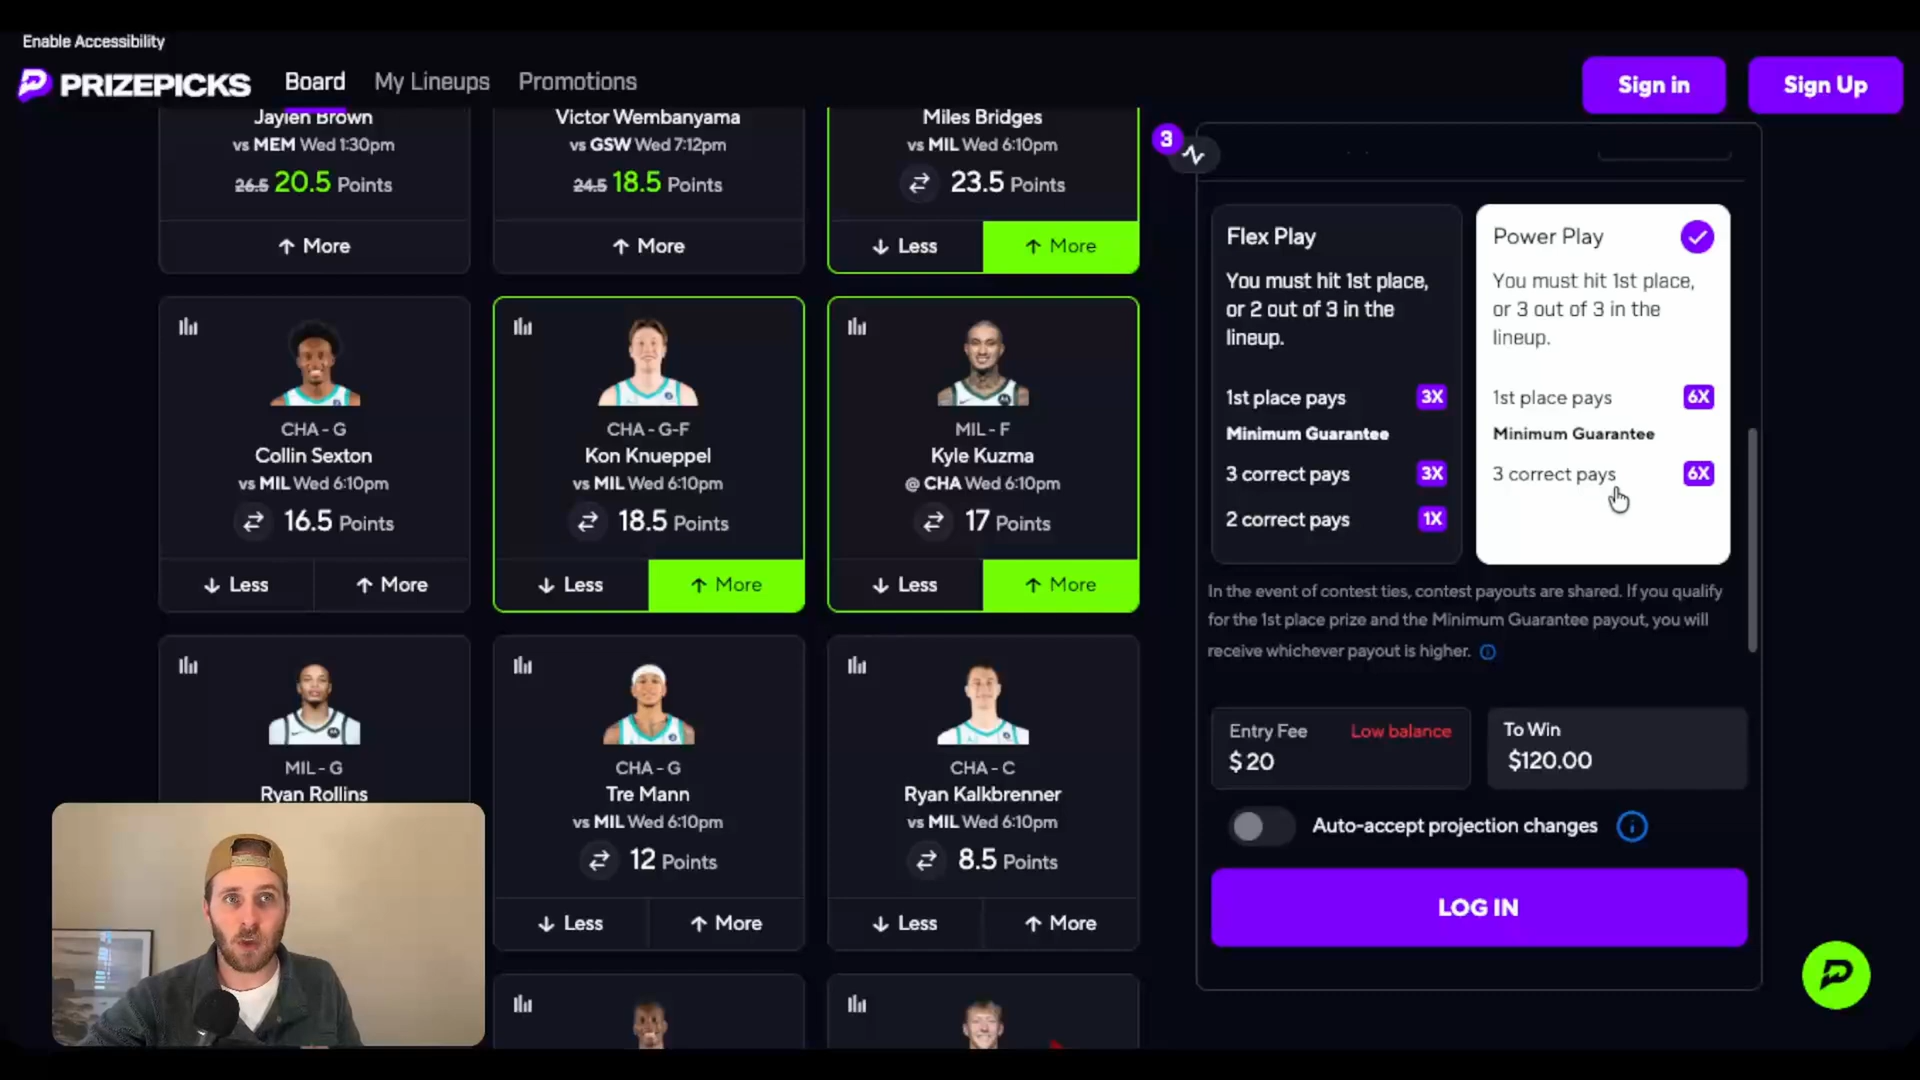 Enable Accessibility
PRIZEPICKS
Board
My Lineups
Promotions
Sign in
Sign Up
Jaylen Brown
vs MEM Wed 1:30pm
26.5 20.5 Points
↑ More
Victor Wembanyama
vs GSW Wed 7:12pm
24.5 18.5 Points
↑ More
Miles Bridges
vs MIL Wed 6:10pm
23.5 Points
↓ Less
↑ More
CHA - G
Collin Sexton
vs MIL Wed 6:10pm
16.5 Points
↓ Less
↑ More
CHA - G-F
Kon Knueppel
vs MIL Wed 6:10pm
18.5 Points
↓ Less
↑ More
MIL - F
Kyle Kuzma
@ CHA Wed 6:10pm
17 Points
↓ Less
↑ More
MIL - G
Ryan Rollins
CHA - G
Tre Mann
vs MIL Wed 6:10pm
12 Points
↓ Less
↑ More
CHA - C
Ryan Kalkbrenner
vs MIL Wed 6:10pm
8.5 Points
↓ Less
↑ More
3
Flex Play
You must hit 1st place,
or 2 out of 3 in the
lineup.
1st place pays 3X
Minimum Guarantee
3 correct pays 3X
2 correct pays 1X
Power Play
You must hit 1st place,
or 3 out of 3 in the
lineup.
1st place pays 6X
Minimum Guarantee
3 correct pays 6X
In the event of contest ties, contest payouts are shared. If you qualify
for the 1st place prize and the Minimum Guarantee payout, you will
receive whichever payout is higher.
Entry Fee Low balance
$ 20
To Win
$120.00
Auto-accept projection changes
LOG IN